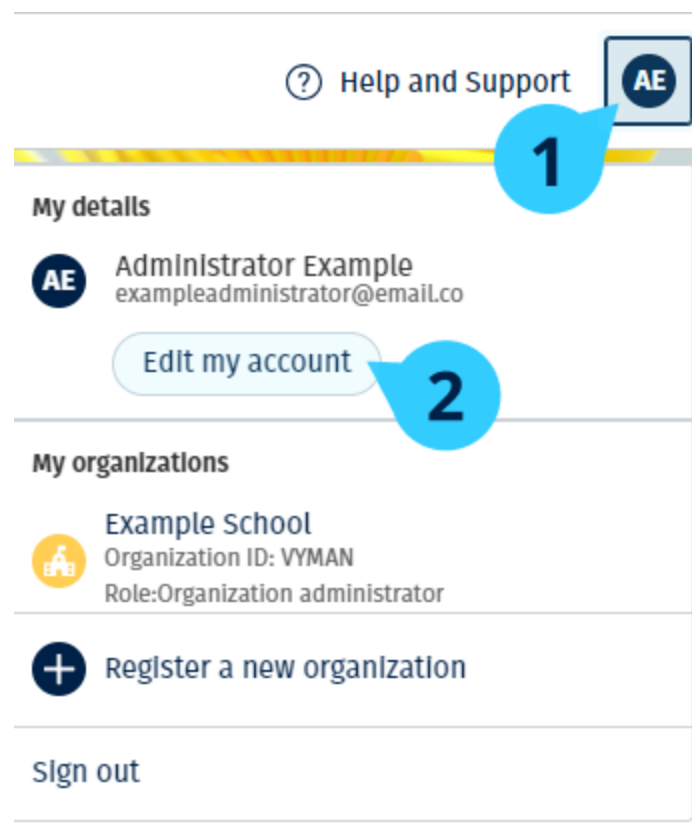 Help and Support
AE
1
My details
AE
Administrator Example
exampleadministrator@email.co
Edit my account
2
My organizations
Example School
Organization ID: VYMAN
Role:Organization administrator
Register a new organization
Sign out